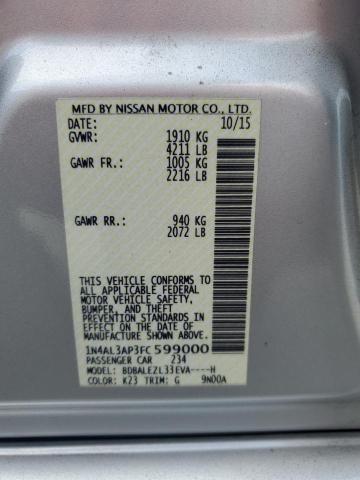 MFD BY NISSAN MOTOR CO., LTD.
DATE: 10/15
GVWR: 1910 KG
4211 LB
GAWR FR.: 1005 KG
2216 LB
GAWR RR.: 940 KG
2072 LB
THIS VEHICLE CONFORMS TO
ALL APPLICABLE FEDERAL
MOTOR VEHICLE SAFETY,
BUMPER, AND THEFT
PREVENTION STANDARDS IN
EFFECT ON THE DATE OF
MANUFACTURE SHOWN ABOVE.
1N4AL3AP3FC599000
PASSENGER CAR 234
MODEL: BDBALEZL33EVA----H
COLOR: K23 TRIM: G 9N00A